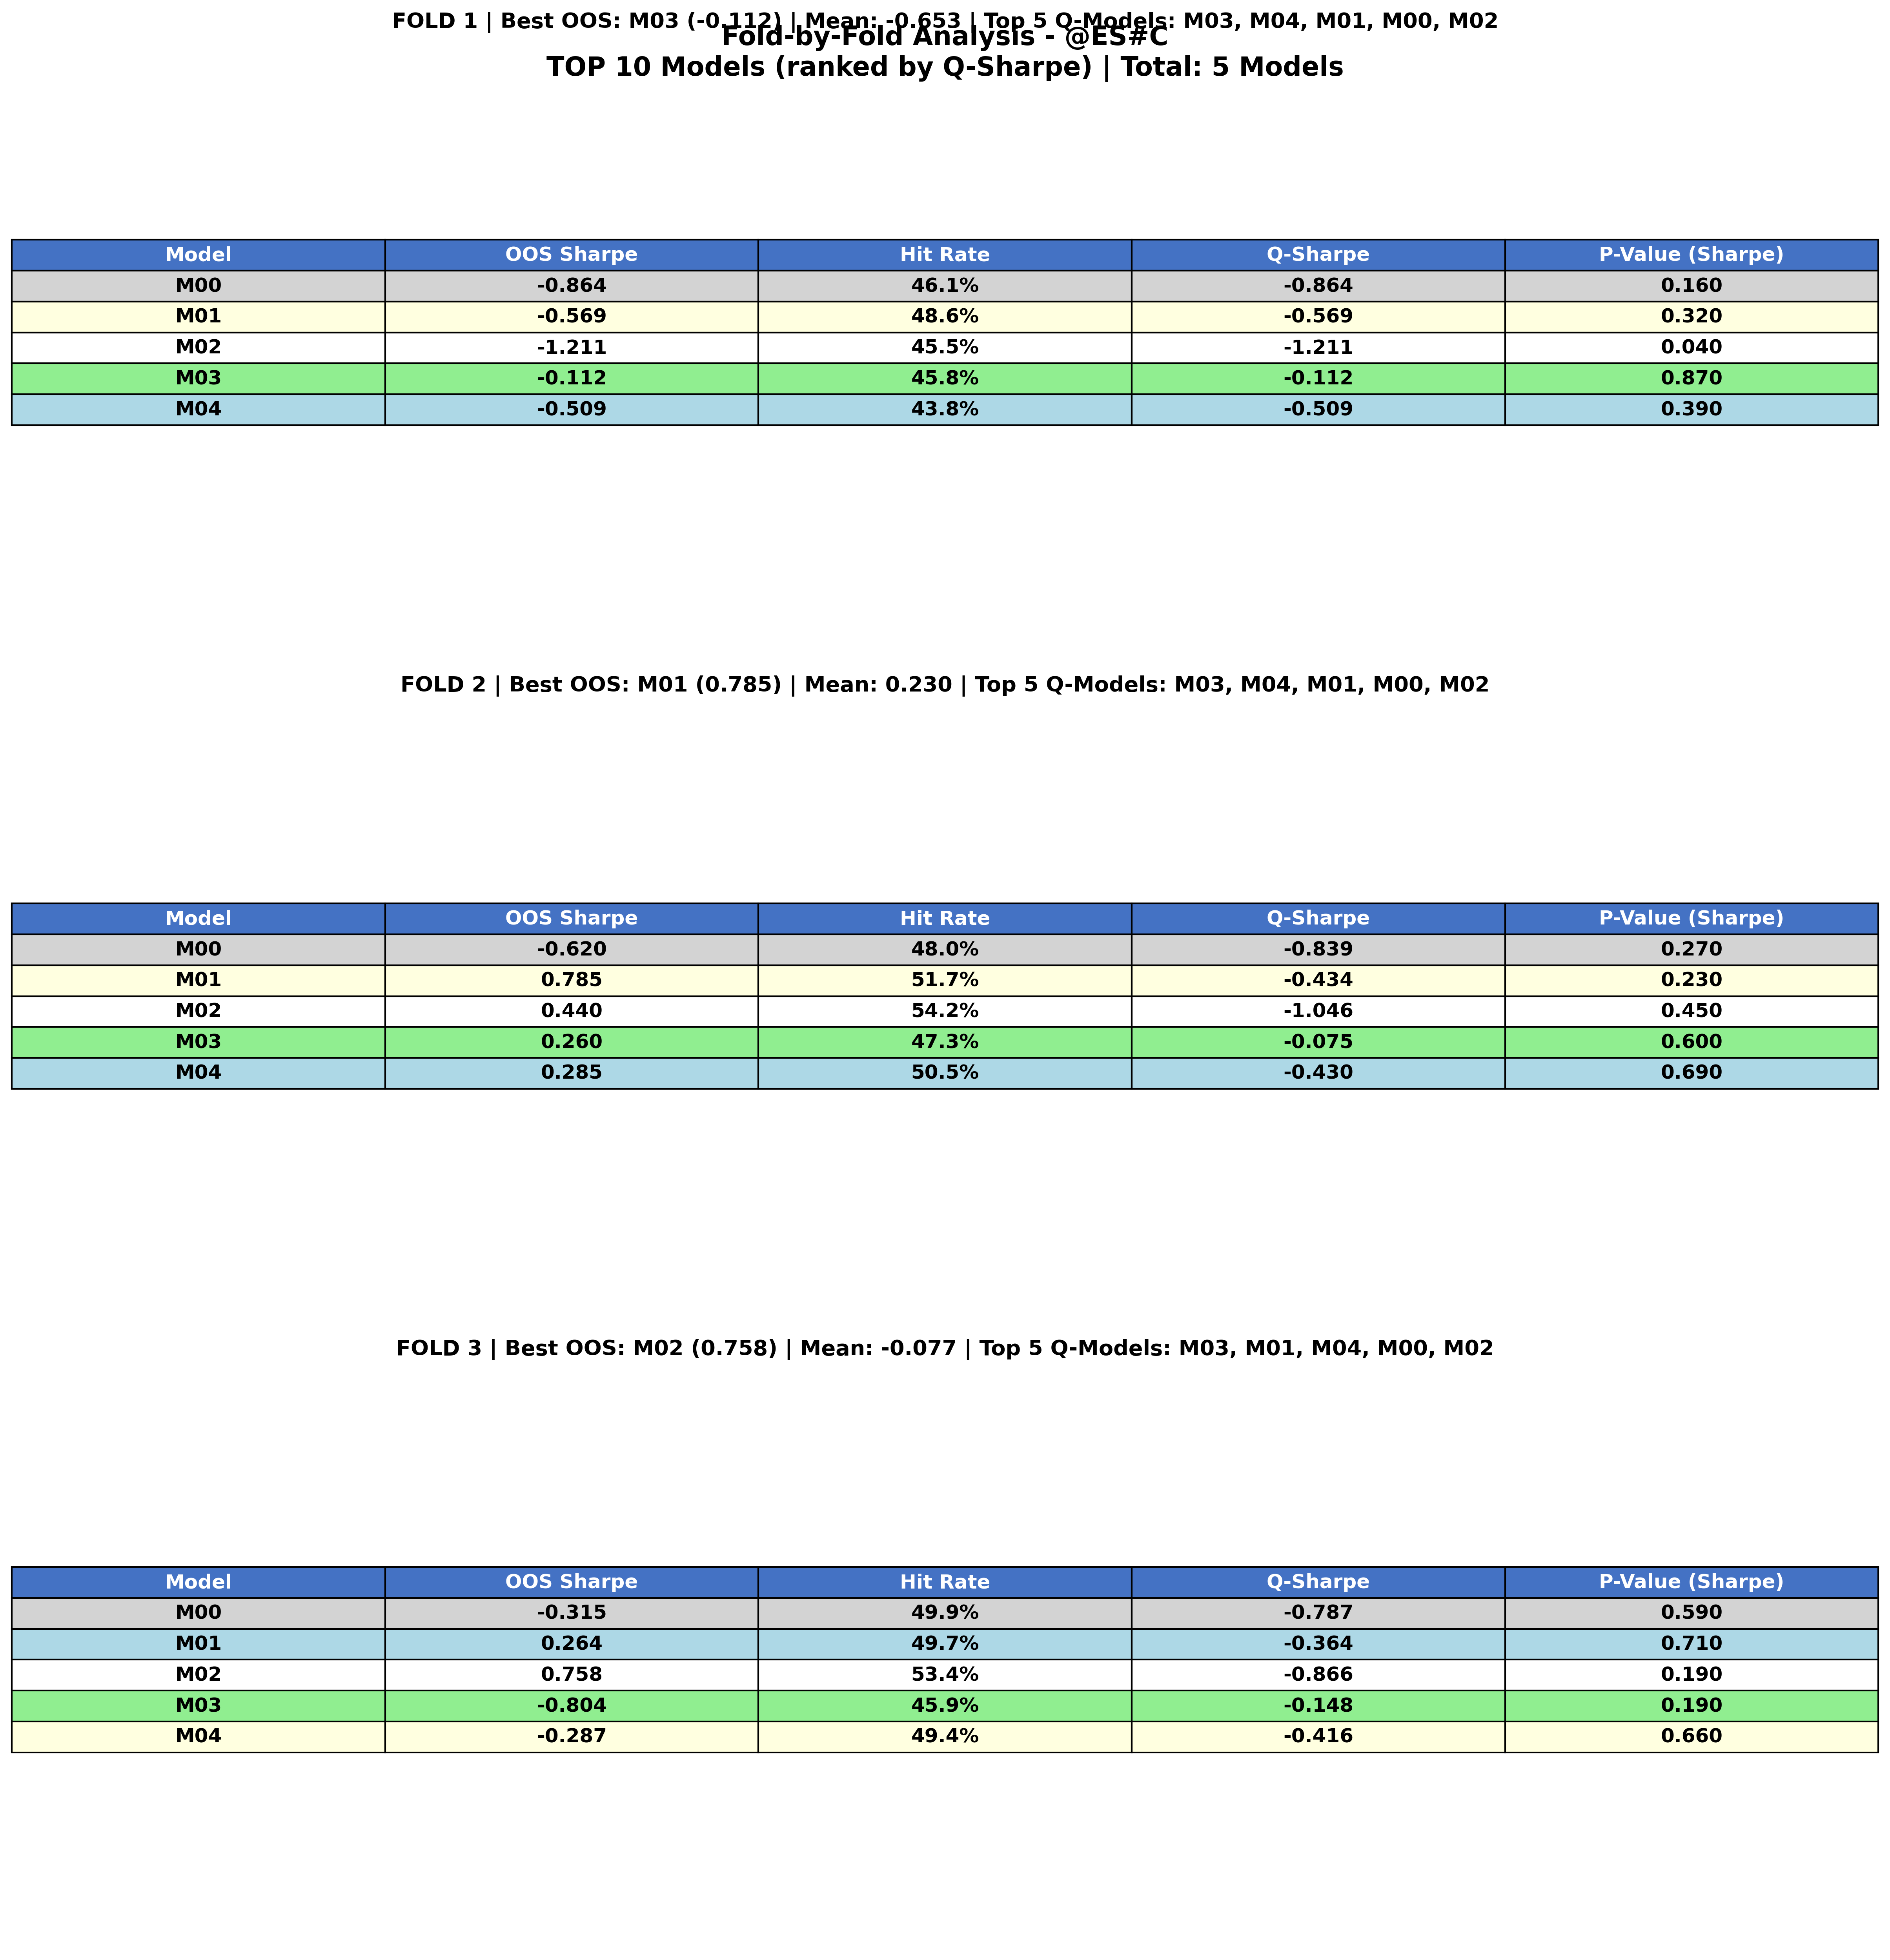 FOLD 1 | Best OOS: M03 (-0.112) | Mean: -0.653 | Top 5 Q-Models: M03, M04, M01, M00, M02
Fold-by-Fold Analysis - @ES#C
TOP 10 Models (ranked by Q-Sharpe) | Total: 5 Models
Model OOS Sharpe Hit Rate Q-Sharpe P-Value (Sharpe)
M00 -0.864 46.1% -0.864 0.160
M01 -0.569 48.6% -0.569 0.320
M02 -1.211 45.5% -1.211 0.040
M03 -0.112 45.8% -0.112 0.870
M04 -0.509 43.8% -0.509 0.390
FOLD 2 | Best OOS: M01 (0.785) | Mean: 0.230 | Top 5 Q-Models: M03, M04, M01, M00, M02
Model OOS Sharpe Hit Rate Q-Sharpe P-Value (Sharpe)
M00 -0.620 48.0% -0.839 0.270
M01 0.785 51.7% -0.434 0.230
M02 0.440 54.2% -1.046 0.450
M03 0.260 47.3% -0.075 0.600
M04 0.285 50.5% -0.430 0.690
FOLD 3 | Best OOS: M02 (0.758) | Mean: -0.077 | Top 5 Q-Models: M03, M01, M04, M00, M02
Model OOS Sharpe Hit Rate Q-Sharpe P-Value (Sharpe)
M00 -0.315 49.9% -0.787 0.590
M01 0.264 49.7% -0.364 0.710
M02 0.758 53.4% -0.866 0.190
M03 -0.804 45.9% -0.148 0.190
M04 -0.287 49.4% -0.416 0.660